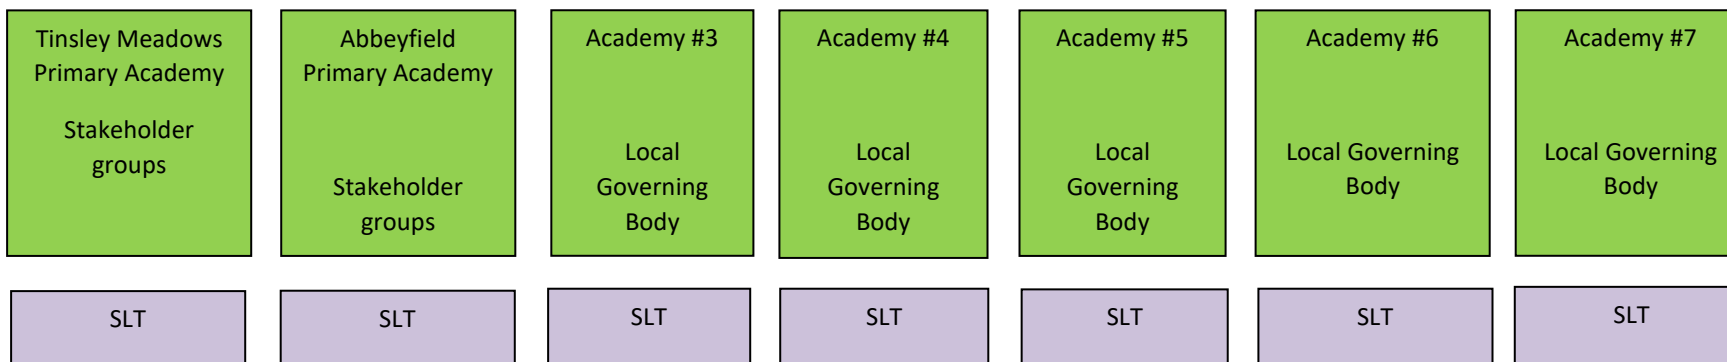 Tinsley Meadows
Primary Academy
Stakeholder
groups
Abbeyfield
Primary Academy
Stakeholder
groups
Academy #3
Local
Governing
Body
Academy #4
Local
Governing
Body
Academy #5
Local
Governing
Body
Academy #6
Local Governing
Body
Academy #7
Local Governing
Body
SLT
SLT
SLT
SLT
SLT
SLT
SLT